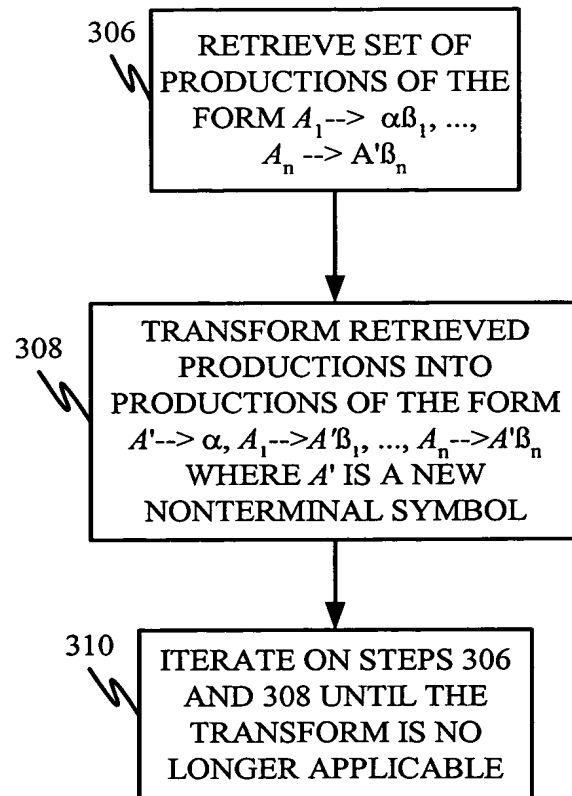 306
RETRIEVE SET OF
PRODUCTIONS OF THE
FORM A₁--> αß₁, ...,
Aₙ --> A'ßₙ
308
TRANSFORM RETRIEVED
PRODUCTIONS INTO
PRODUCTIONS OF THE FORM
A'--> α, A₁-->A'ß₁, ..., Aₙ-->A'ßₙ
WHERE A' IS A NEW
NONTERMINAL SYMBOL
310
ITERATE ON STEPS 306
AND 308 UNTIL THE
TRANSFORM IS NO
LONGER APPLICABLE